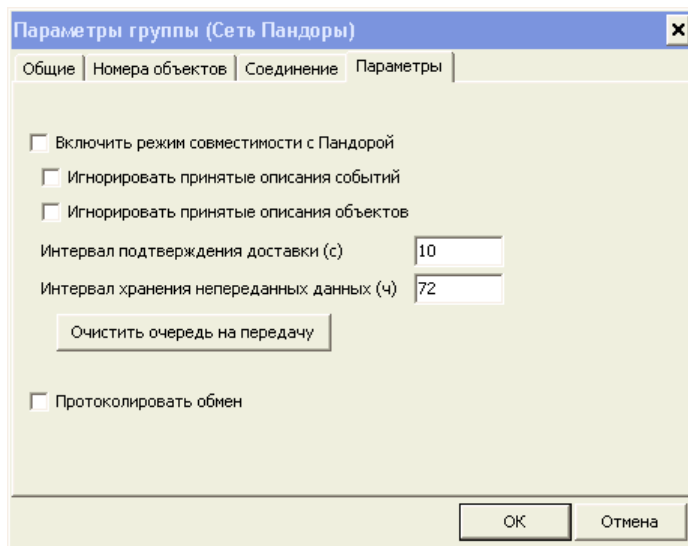 Параметры группы (Сеть Пандоры)
Общие Номера объектов Соединение Параметры
Включить режим совместимости с Пандорой
Игнорировать принятые описания событий
Игнорировать принятые описания объектов
Интервал подтверждения доставки (с) 10
Интервал хранения непереданных данных (ч) 72
Очистить очередь на передачу
Протоколировать обмен
ОК Отмена